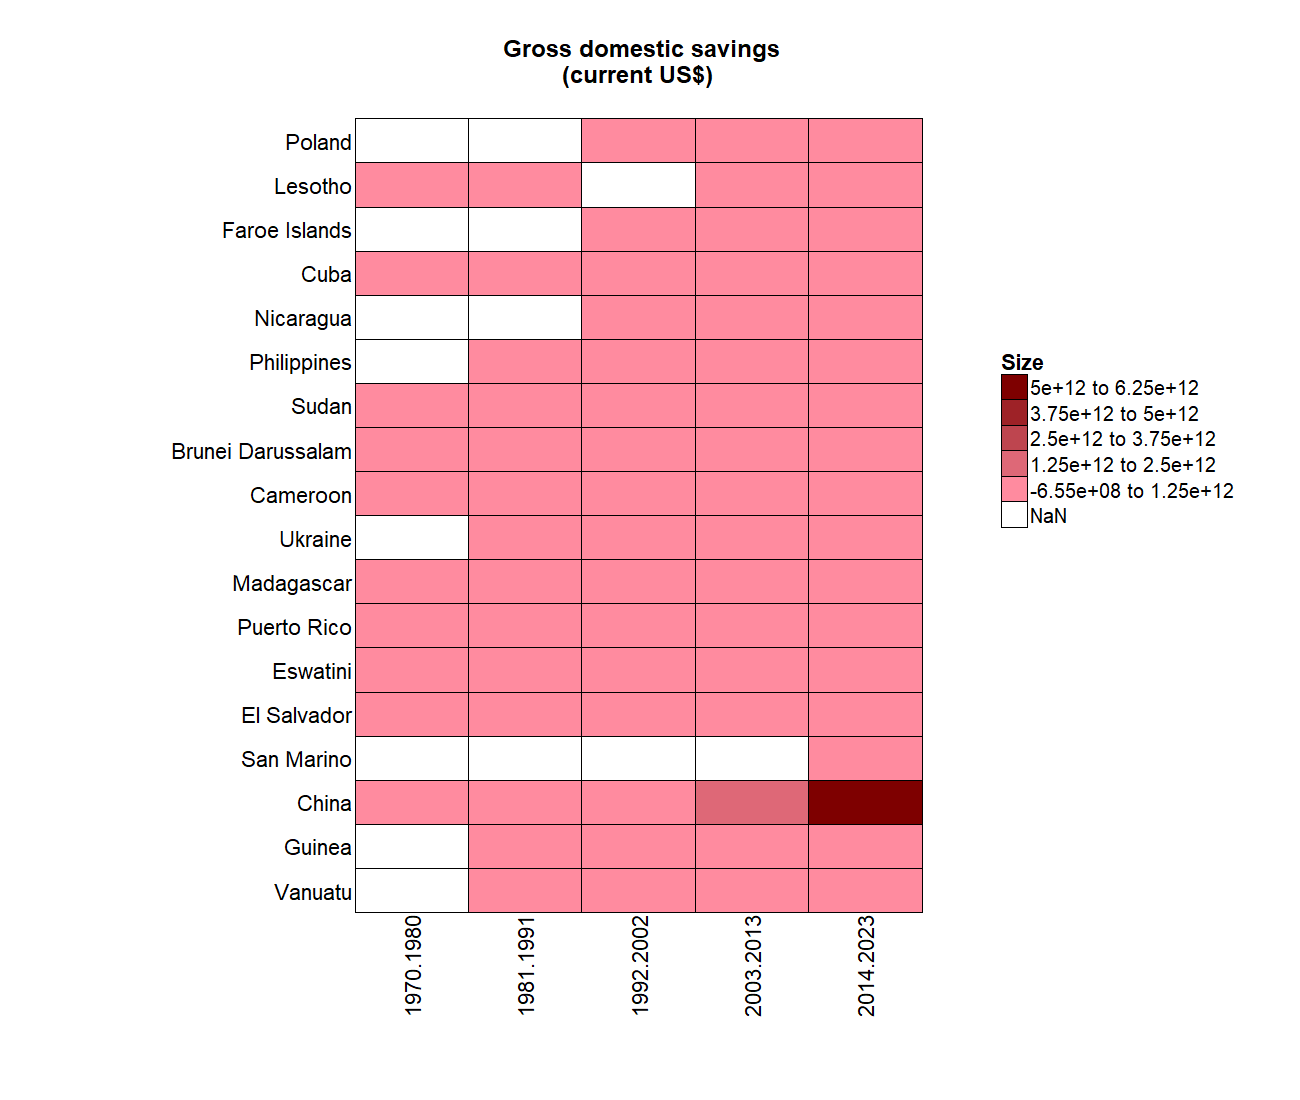 Gross domestic savings
(current US$)
Poland
Lesotho
Faroe Islands
Cuba
Nicaragua
Philippines
Sudan
Brunei Darussalam
Cameroon
Ukraine
Madagascar
Puerto Rico
Eswatini
El Salvador
San Marino
China
Guinea
Vanuatu
1970.1980
1981.1991
1992.2002
2003.2013
2014.2023
Size
5e+12 to 6.25e+12
3.75e+12 to 5e+12
2.5e+12 to 3.75e+12
1.25e+12 to 2.5e+12
-6.55e+08 to 1.25e+12
NaN